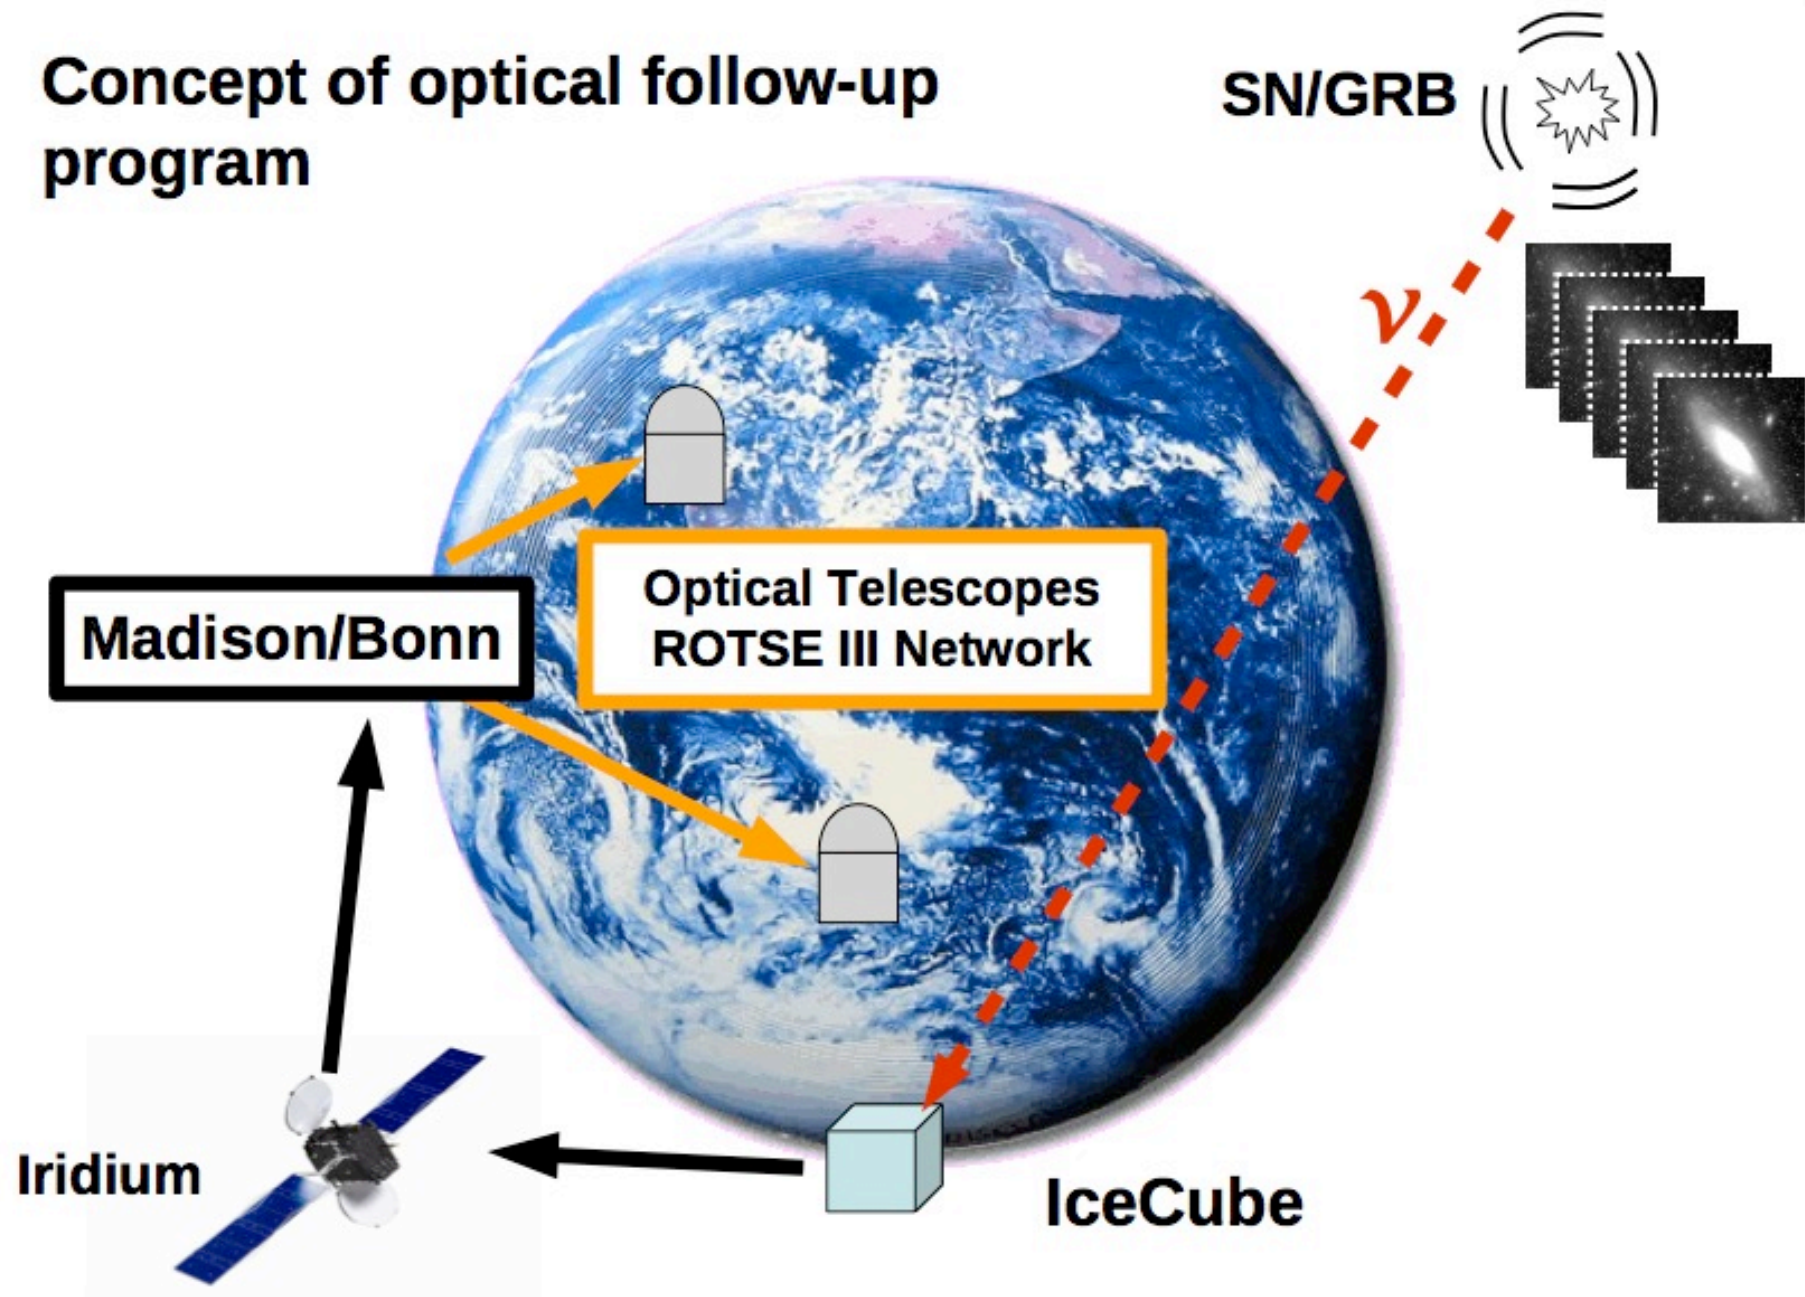 Concept of optical follow-up
program
SN/GRB
ν
Optical Telescopes
ROTSE III Network
Madison/Bonn
Iridium
IceCube